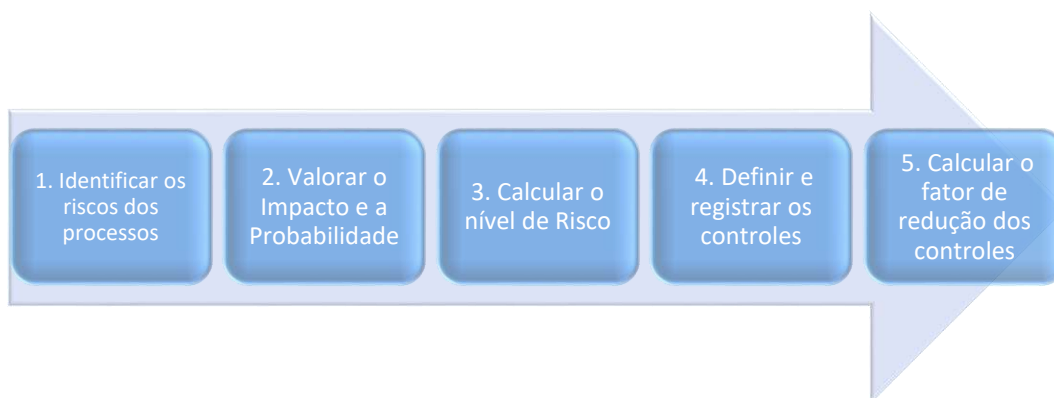 1. Identificar os
riscos dos
processos
2. Valorar o
Impacto e a
Probabilidade
3. Calcular o
nível de Risco
4. Definir e
registrar os
controles
5. Calcular o
fator de
redução dos
controles